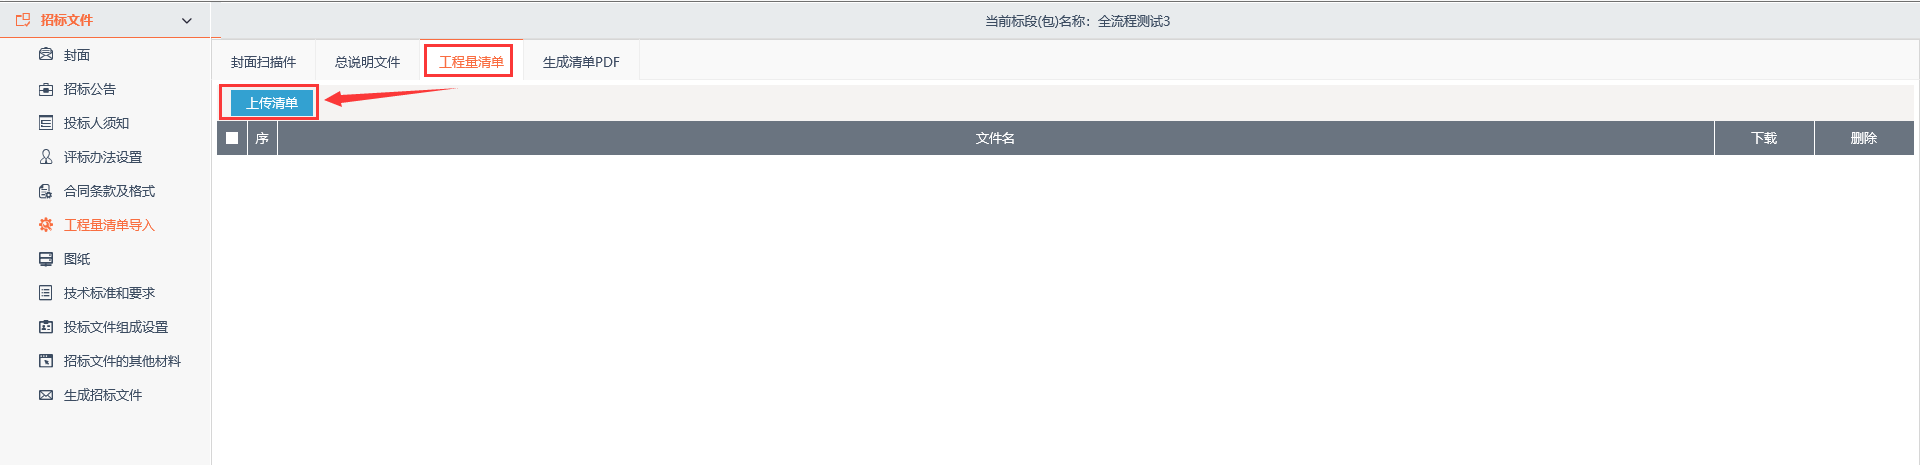 招标文件
当前标段(包)名称：全流程测试3
封面
招标公告
投标人须知
评标办法设置
合同条款及格式
工程量清单导入
图纸
技术标准和要求
投标文件组成设置
招标文件的其他材料
生成招标文件
封面扫描件 总说明文件 工程量清单 生成清单PDF
上传清单
序 文件名 下载 删除